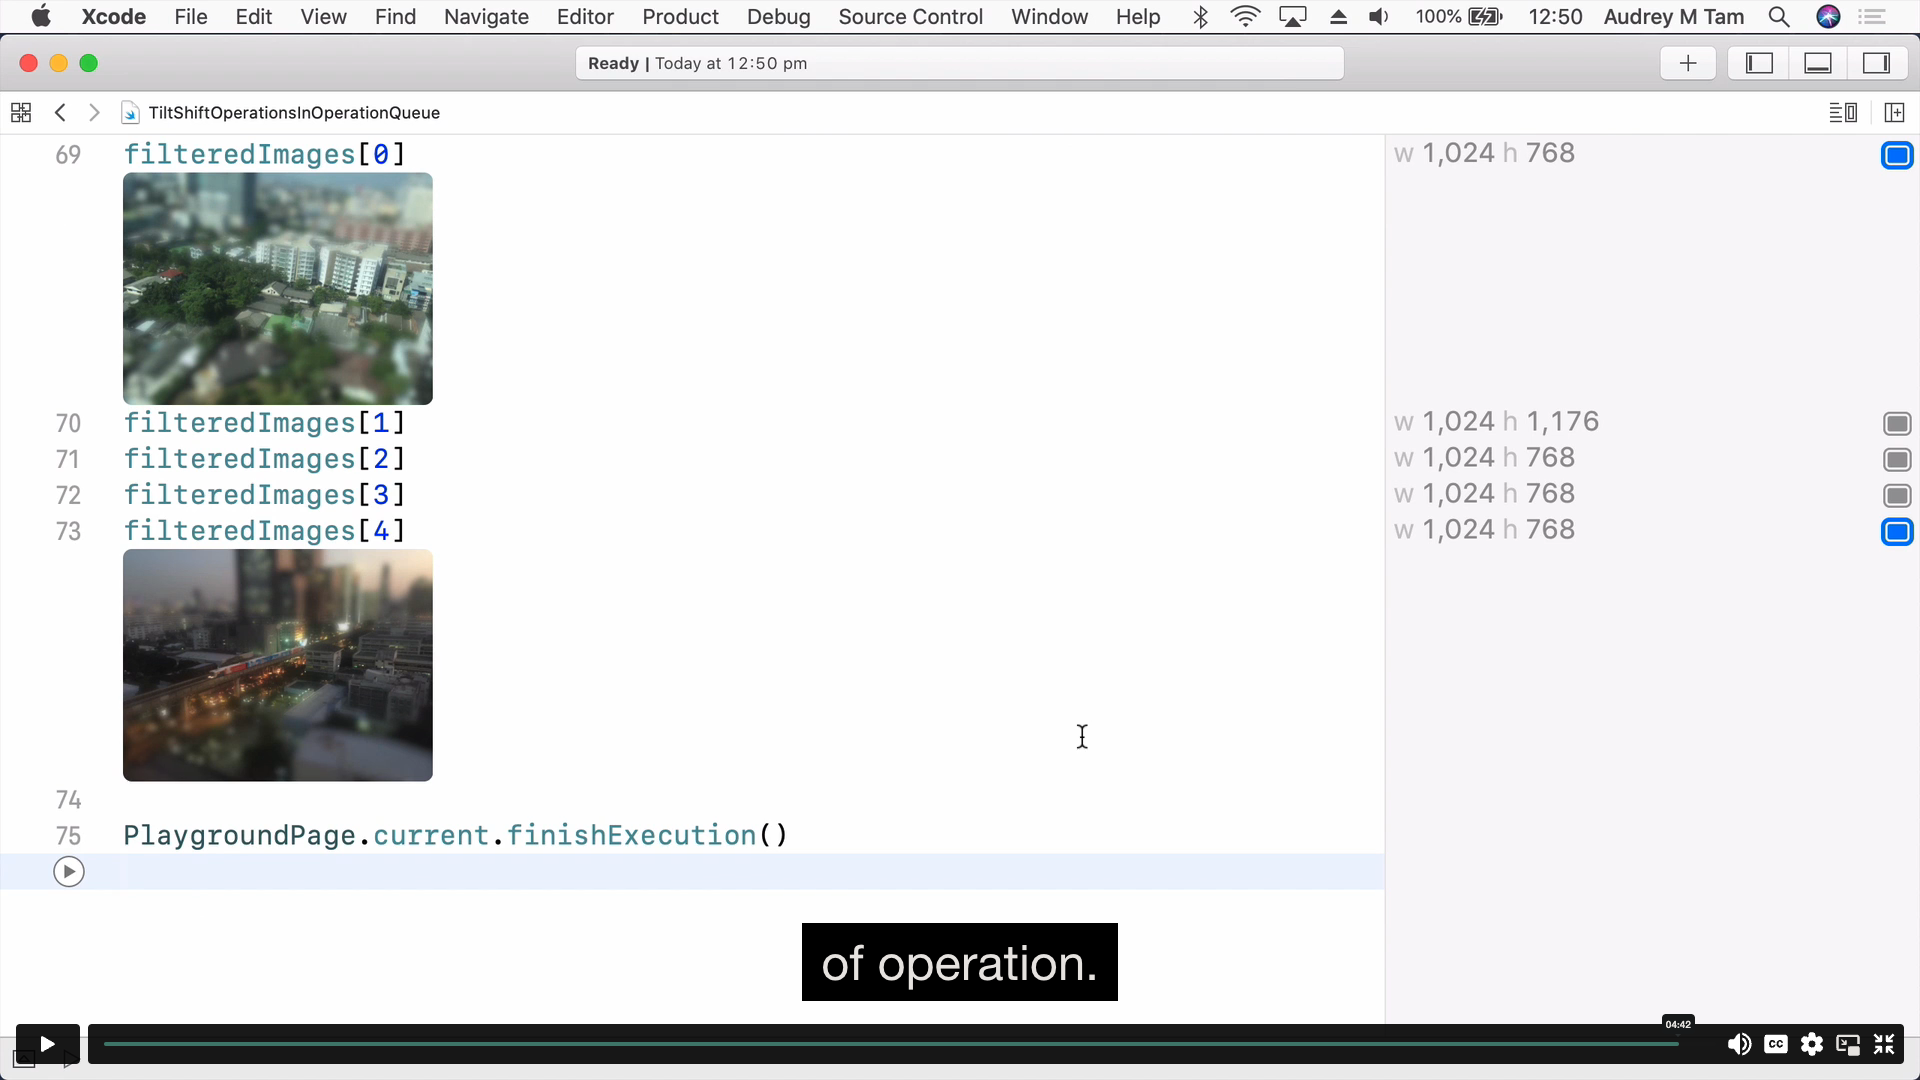 Xcode File Edit View Find Navigate Editor Product Debug Source Control Window Help 100% 12:50 Audrey M Tam
Ready | Today at 12:50 pm
TiltShiftOperationsInOperationQueue
69 filteredImages[0] w 1,024 h 768
70 filteredImages[1] w 1,024 h 1,176
71 filteredImages[2] w 1,024 h 768
72 filteredImages[3] w 1,024 h 768
73 filteredImages[4] w 1,024 h 768
74
75 PlaygroundPage.current.finishExecution()
of operation.
04:42
CC